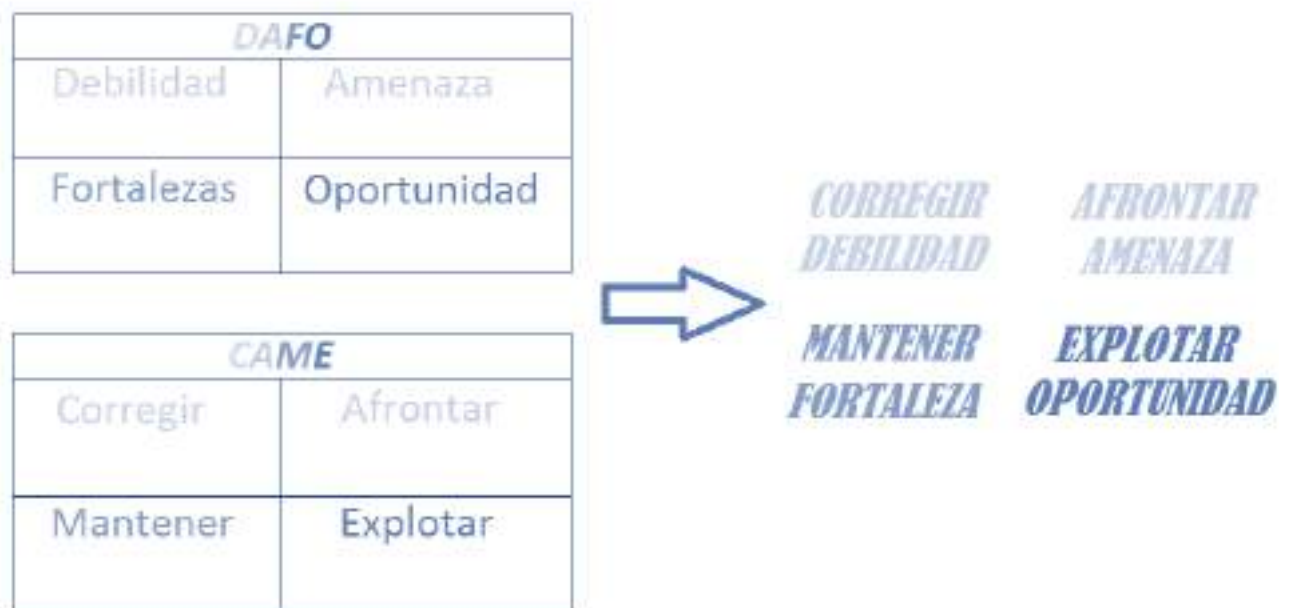 DAFO
Debilidad Amenaza
Fortalezas Oportunidad
CAME
Corregir Afrontar
Mantener Explotar
CORREGIR AFRONTAR
DEBILIDAD AMENAZA
MANTENER EXPLOTAR
FORTALEZA OPORTUNIDAD